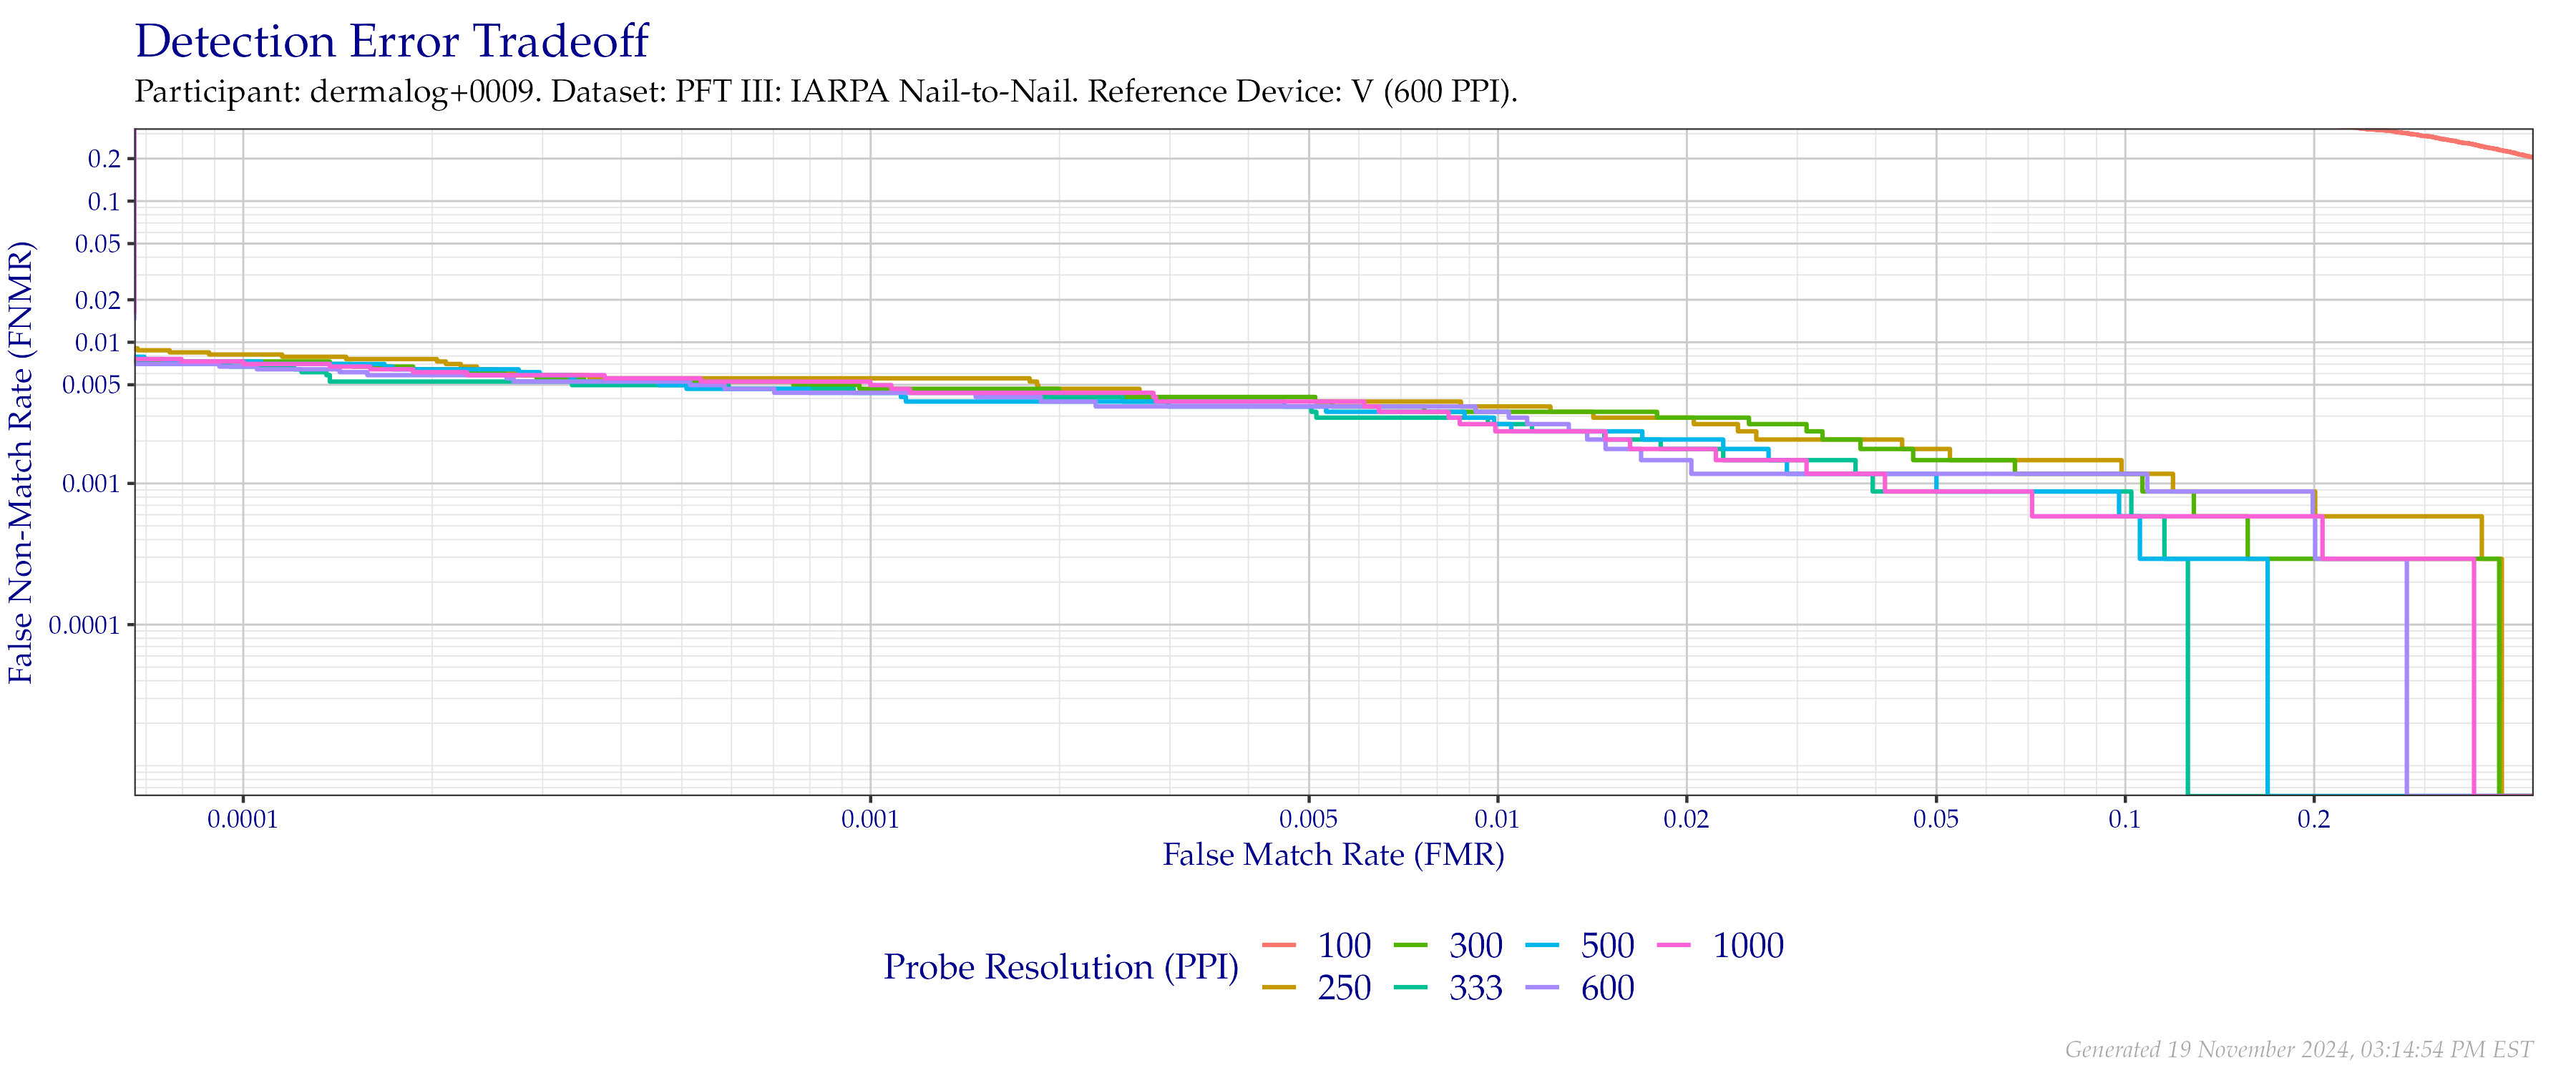 Detection Error Tradeoff
Participant: dermalog+0009. Dataset: PFT III: IARPA Nail-to-Nail. Reference Device: V (600 PPI).
False Non-Match Rate (FNMR)
0.2
0.1
0.05
0.02
0.01
0.005
0.001
0.0001
0.0001 0.001 0.005 0.01 0.02 0.05 0.1 0.2
False Match Rate (FMR)
Probe Resolution (PPI)
100 300 500 1000
250 333 600
Generated 19 November 2024, 03:14:54 PM EST